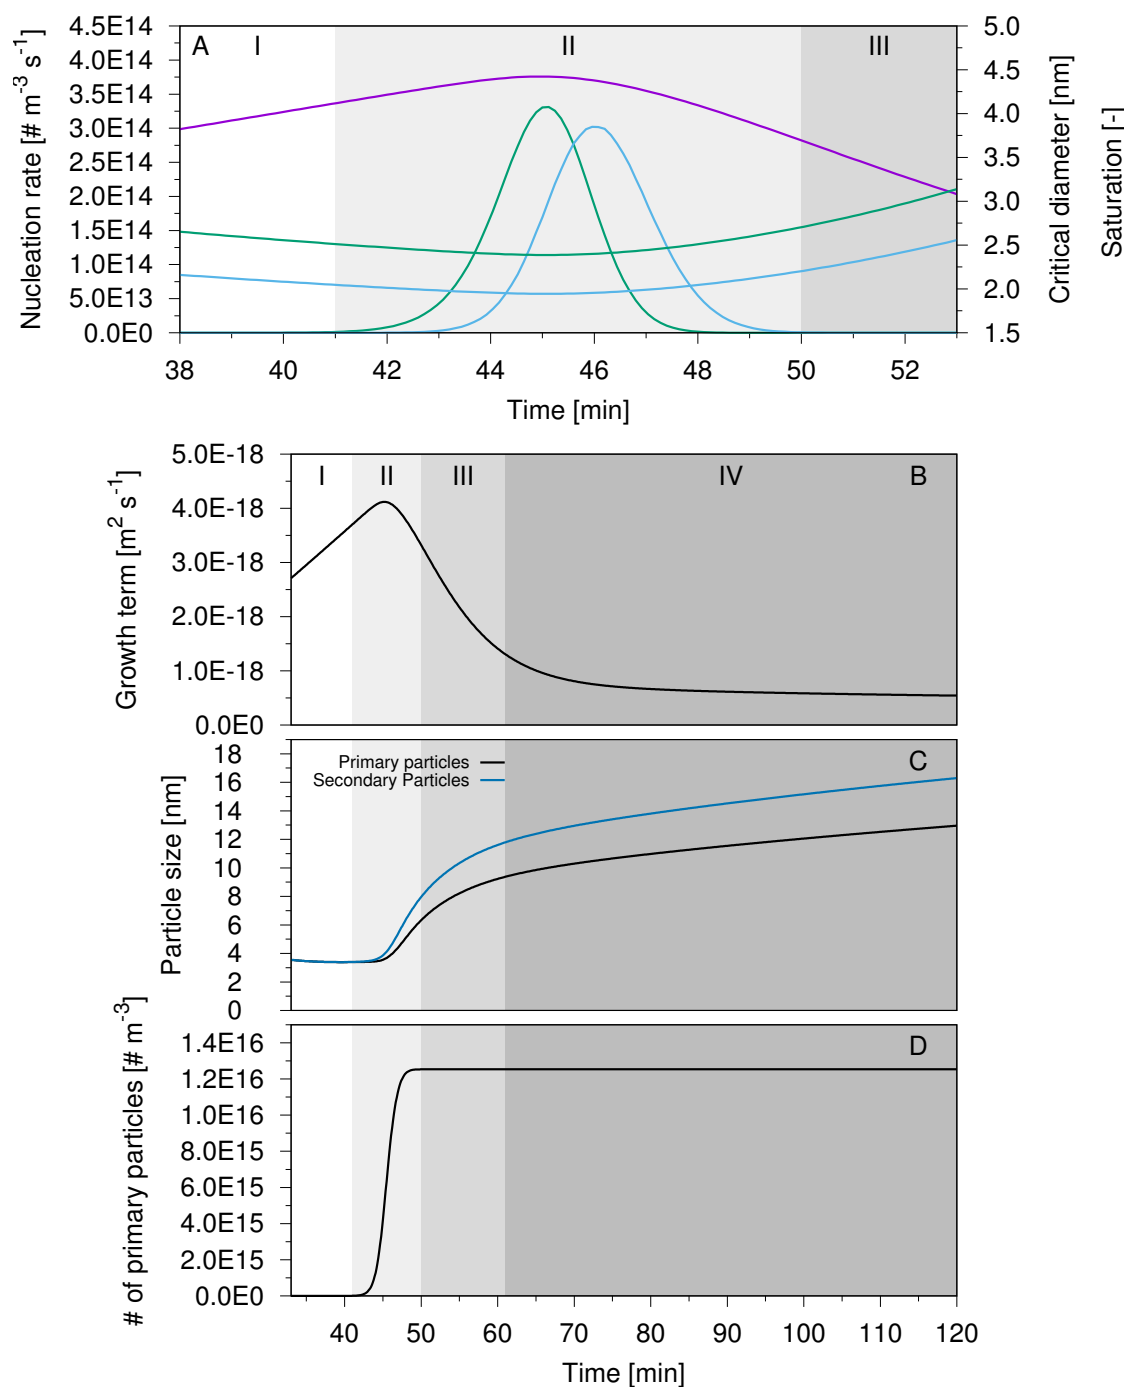 A I II III
Nucleation rate [# m-3 s-1]
4.5E14
4.0E14
3.5E14
3.0E14
2.5E14
2.0E14
1.5E14
1.0E14
5.0E13
0.0E0
5.0
4.5
4.0
3.5
3.0
2.5
2.0
1.5
Critical diameter [nm]
Saturation [-]
38 40 42 44 46 48 50 52
Time [min]
I II III IV B
Growth term [m2 s-1]
5.0E-18
4.0E-18
3.0E-18
2.0E-18
1.0E-18
0.0E0
C
Primary particles
Secondary Particles
Particle size [nm]
18
16
14
12
10
8
6
4
2
0
D
# of primary particles [# m-3]
1.4E16
1.2E16
1.0E16
8.0E15
6.0E15
4.0E15
2.0E15
0.0E0
40 50 60 70 80 90 100 110 120
Time [min]